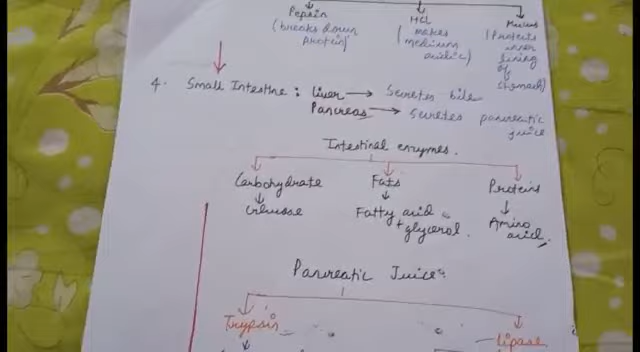 Pepsin HCL Mucus
(breaks down protein) (makes medium acidic) (Protects inner lining of stomach)
4. Small Intestine : liver → Secretes bile
Pancreas → Secretes pancreatic juice
Intestinal enzymes.
Carbohydrate Fats Proteins
Glucose Fatty acid + glycerol. Amino acid.
Pancreatic Juice
Trypsin Lipase